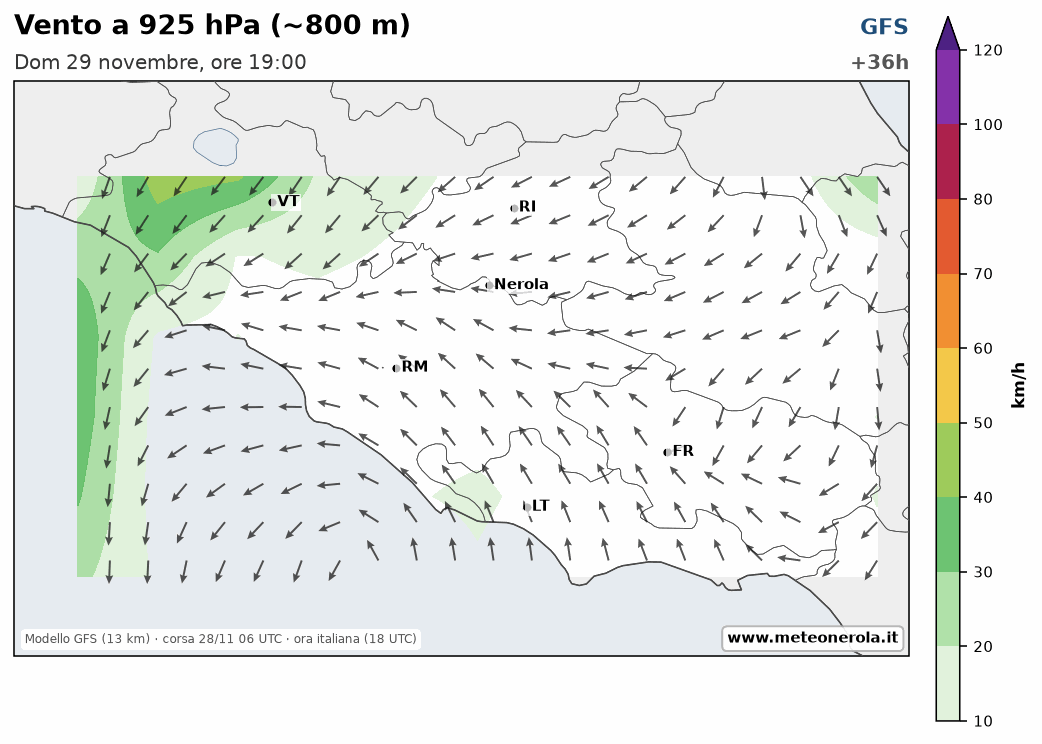 Vento a 925 hPa (~800 m)
GFS
Dom 29 novembre, ore 19:00
+36h
VT
RI
Nerola
RM
FR
LT
120
100
80
70
60
50
40
30
20
10
km/h
Modello GFS (13 km) · corsa 28/11 06 UTC · ora italiana (18 UTC)
www.meteonerola.it